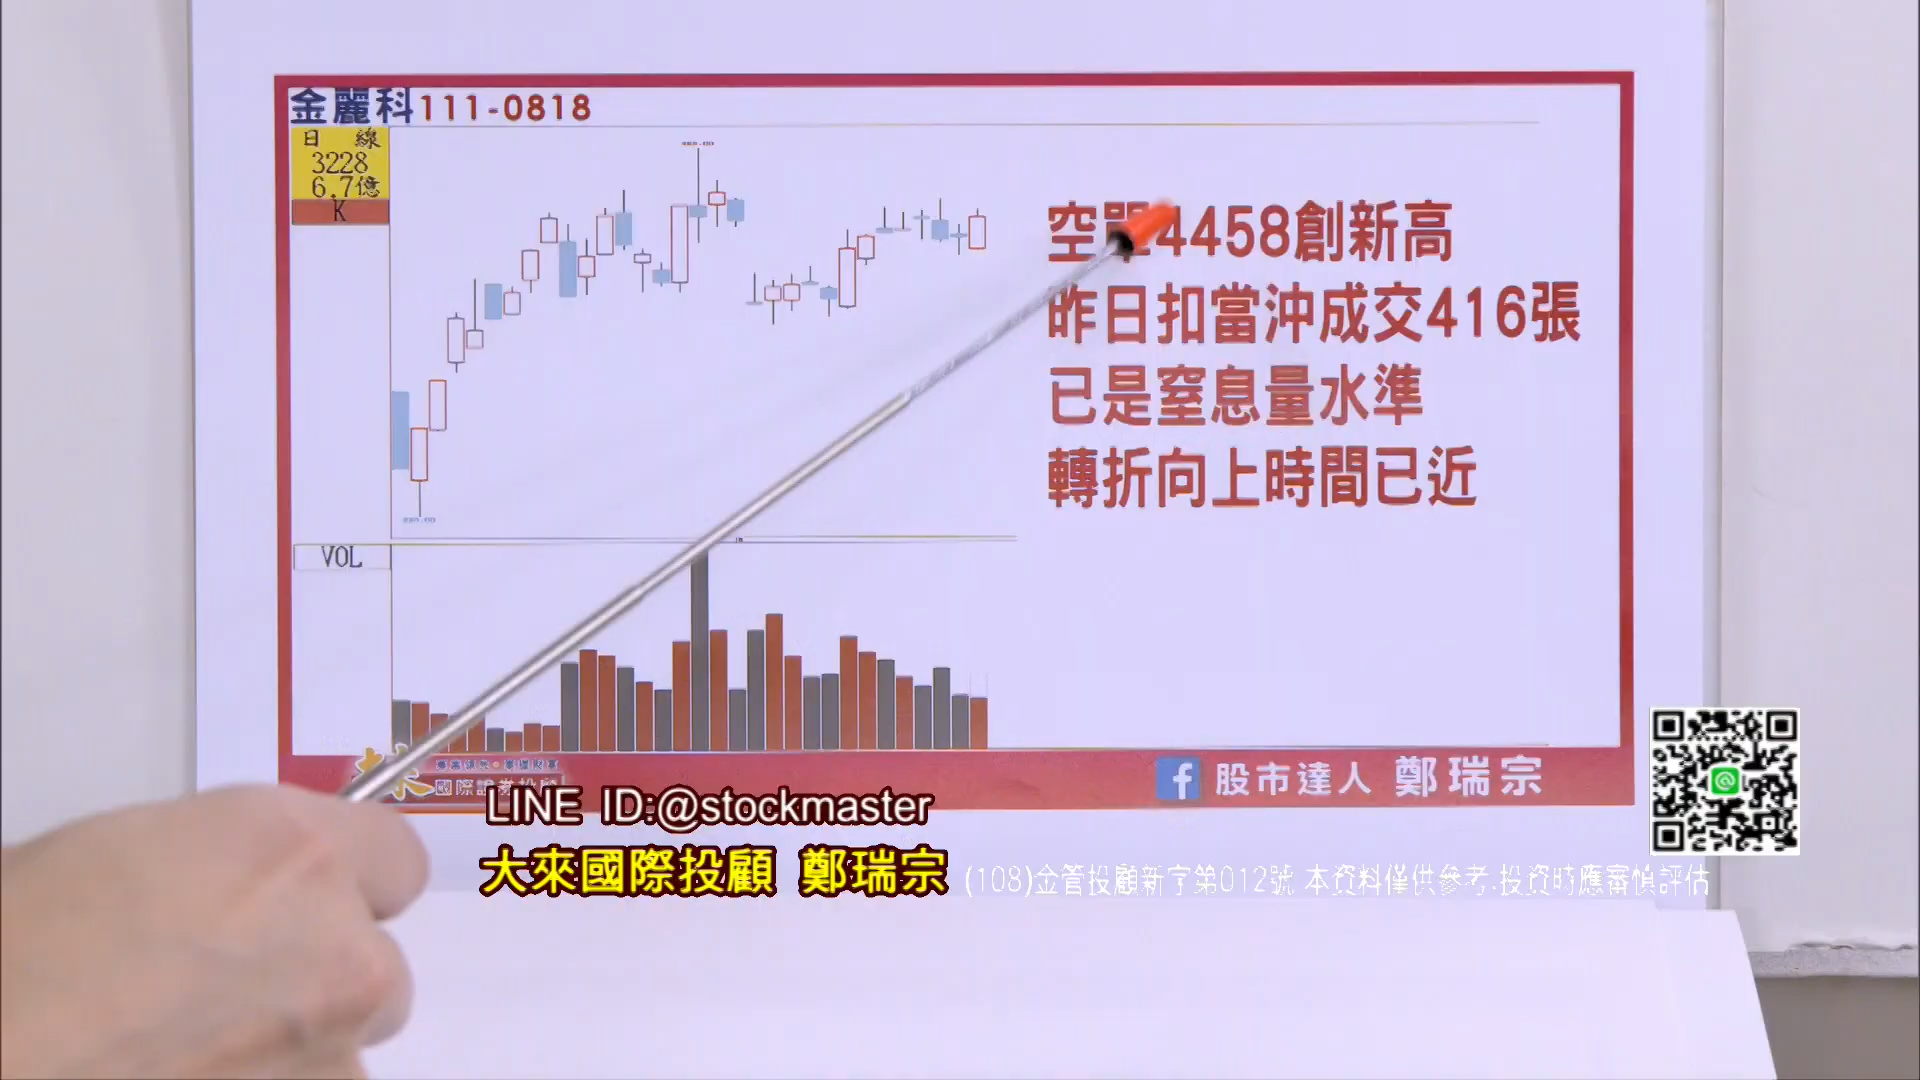 金麗科111-0818
日 線
3228
6.7億
K
空單4458創新高
昨日扣當沖成交416張
已是窒息量水準
轉折向上時間已近
VOL
股市達人 鄭瑞宗
LINE ID:@stockmaster
大來國際投顧 鄭瑞宗
(108)金管投顧新字第012號 本資料僅供參考.投資時應審慎評估